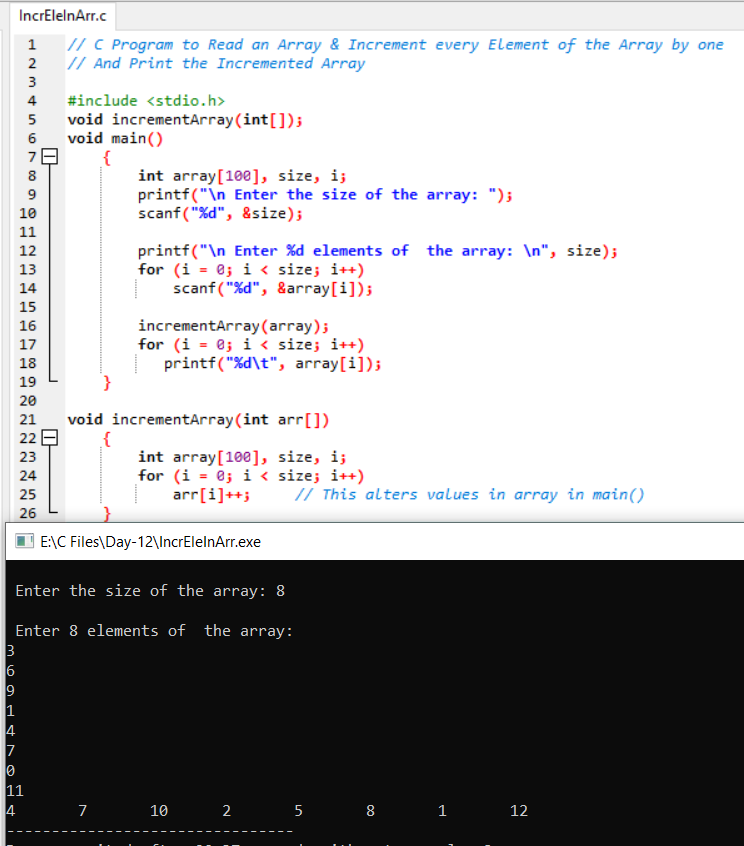 IncrEleInArr.c
1 // C Program to Read an Array & Increment every Element of the Array by one
2 // And Print the Incremented Array
3
4 #include <stdio.h>
5 void incrementArray(int[]);
6 void main()
7 {
8 int array[100], size, i;
9 printf("\n Enter the size of the array: ");
10 scanf("%d", &size);
11
12 printf("\n Enter %d elements of  the array: \n", size);
13 for (i = 0; i < size; i++)
14 scanf("%d", &array[i]);
15
16 incrementArray(array);
17 for (i = 0; i < size; i++)
18 printf("%d\t", array[i]);
19 }
20
21 void incrementArray(int arr[])
22 {
23 int array[100], size, i;
24 for (i = 0; i < size; i++)
25 arr[i]++; // This alters values in array in main()
26 }
E:\C Files\Day-12\IncrEleInArr.exe
Enter the size of the array: 8
Enter 8 elements of  the array:
3
6
9
1
4
7
0
11
4 7 10 2 5 8 1 12
--------------------------------